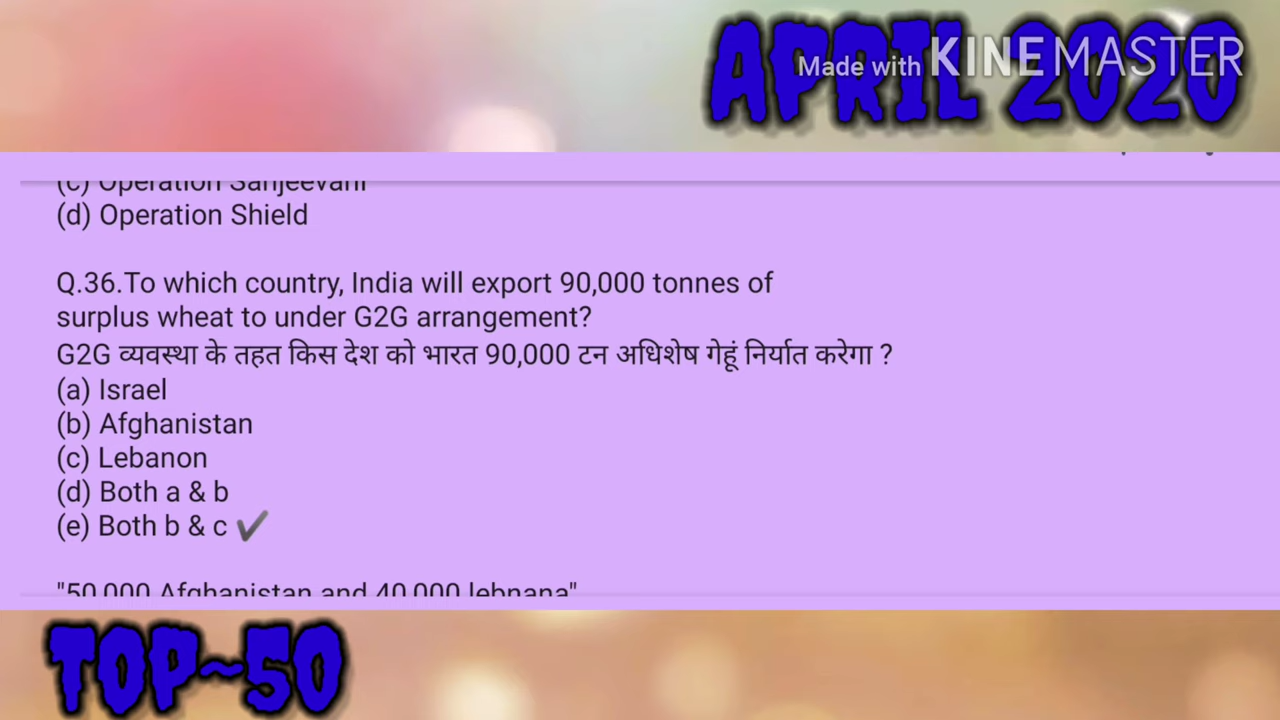 APRIL 2020
Made with KINEMASTER
(c) Operation Sanjeevani
(d) Operation Shield
Q.36.To which country, India will export 90,000 tonnes of
surplus wheat to under G2G arrangement?
G2G व्यवस्था के तहत किस देश को भारत 90,000 टन अधिशेष गेहूं निर्यात करेगा ?
(a) Israel
(b) Afghanistan
(c) Lebanon
(d) Both a & b
(e) Both b & c ✔
"50,000 Afghanistan and 40,000 lebnana"
TOP~50